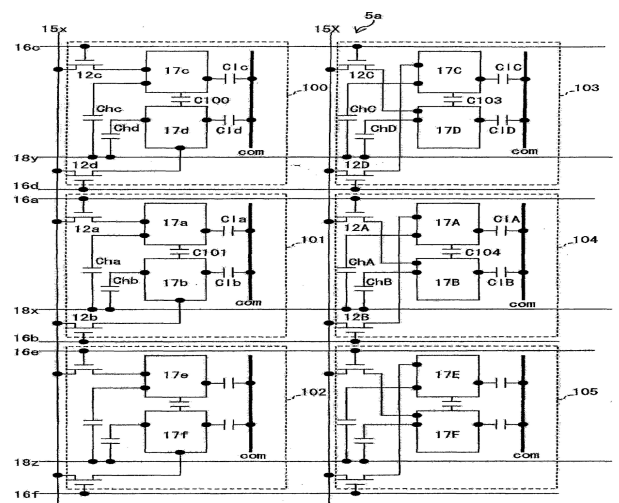 15x 15X 5a
16c
12c 17c Clc 12C 17C ClC
100 103
Chc Chd C100 ChC ChD C103
17d Cld 17D ClD
com com
18y
12d 12D
16d
16a
12a 17a Cla 12A 17A ClA
101 104
Cha Chb C101 ChA ChB C104
17b Clb 17B ClB
18x
12b com 12B com
16b
16e
17e 17E
102 105
17f 17F
18z
com com
16f